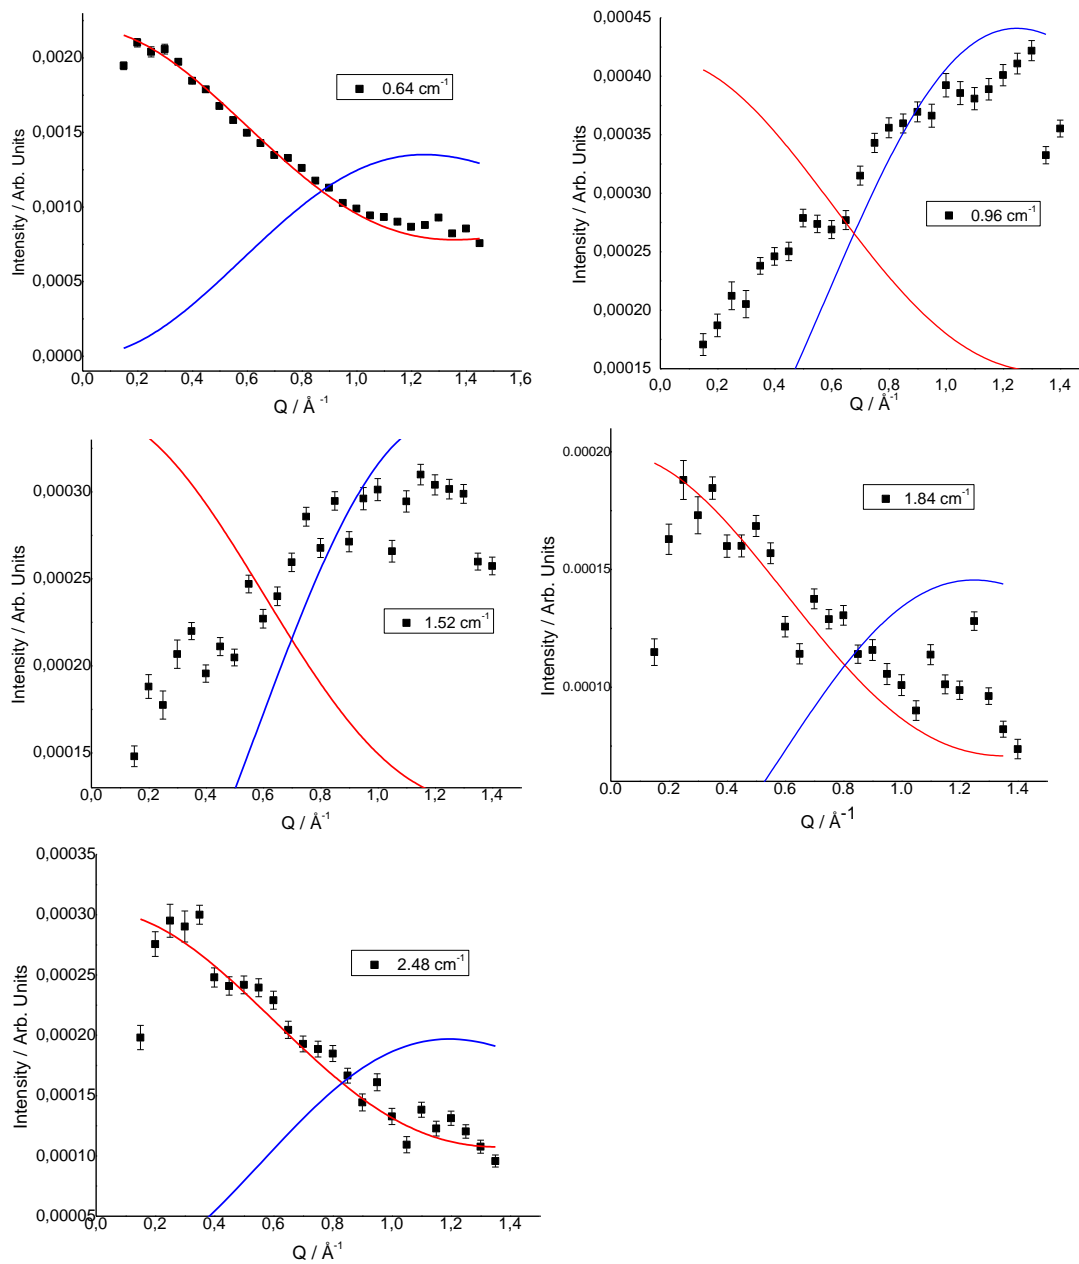 0,0020
0,0015
0,0010
0,0005
0,0000
Intensity / Arb. Units
0.64 cm-1
0,0 0,2 0,4 0,6 0,8 1,0 1,2 1,4 1,6
Q / Å -1
0,00045
0,00040
0,00035
0,00030
0,00025
0,00020
0,00015
Intensity / Arb. Units
0.96 cm-1
0,0 0,2 0,4 0,6 0,8 1,0 1,2 1,4
Q / Å-1
0,00030
0,00025
0,00020
0,00015
Intensity / Arb. Units
1.52 cm-1
0,0 0,2 0,4 0,6 0,8 1,0 1,2 1,4
Q / Å-1
0.00020
0.00015
0.00010
Intensity / Arb. Units
1.84 cm-1
0.0 0.2 0.4 0.6 0.8 1.0 1.2 1.4
Q / Å-1
0,00035
0,00030
0,00025
0,00020
0,00015
0,00010
0,00005
Intensity / Arb. Units
2.48 cm-1
0,0 0,2 0,4 0,6 0,8 1,0 1,2 1,4
Q / Å-1